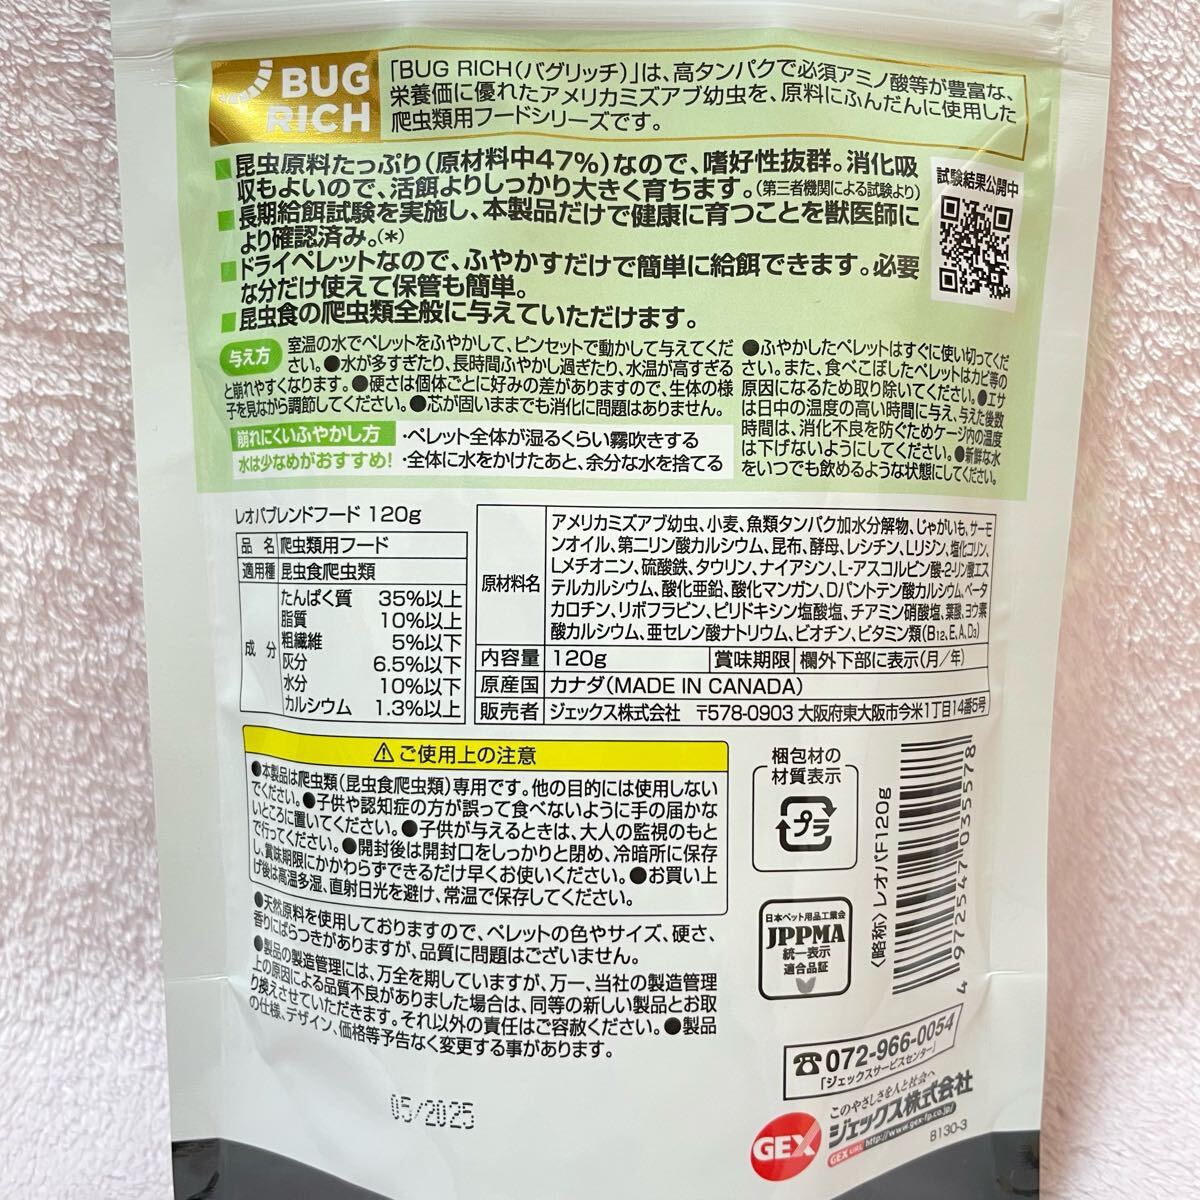 BUG
RICH
「BUG RICH(バグリッチ)」は、高タンパクで必須アミノ酸等が豊富な、
栄養価に優れたアメリカミズアブ幼虫を、原料にふんだんに使用した
爬虫類用フードシリーズです。
昆虫原料たっぷり(原材料中47%)なので、嗜好性抜群。消化吸
収もよいので、活餌よりしっかり大きく育ちます。(第三者機関による試験より)
長期給餌試験を実施し、本製品だけで健康に育つことを獣医師に
より確認済み。(*)
ドライペレットなので、ふやかすだけで簡単に給餌できます。必要
な分だけ使えて保管も簡単。
昆虫食の爬虫類全般に与えていただけます。
試験結果公開中
与え方
室温の水でペレットをふやかして、ピンセットで動かして与えてくだ
さい。●水が多すぎたり、長時間ふやかし過ぎたり、水温が高すぎる
と崩れやすくなります。●硬さは個体ごとに好みの差がありますので、生体の様
子を見ながら調節してください。●芯が固いままでも消化に問題はありません。
崩れにくいふやかし方
水は少なめがおすすめ!
・ペレット全体が湿るくらい霧吹きする
・全体に水をかけたあと、余分な水を捨てる
●ふやかしたペレットはすぐに使い切ってくだ
さい。また、食べこぼしたペレットはカビ等の
原因になるため取り除いてください。●エサ
は日中の温度の高い時間に与え、与えた後数
時間は、消化不良を防ぐためケージ内の温度
は下げないようにしてください。●新鮮な水
をいつでも飲めるような状態にしてください。
レオパブレンドフード 120g
品 名 爬虫類用フード
適用種 昆虫食爬虫類
成 分
たんぱく質 35%以上
脂質 10%以上
粗繊維 5%以下
灰分 6.5%以下
水分 10%以下
カルシウム 1.3%以上
原材料名
アメリカミズアブ幼虫、小麦、魚類タンパク加水分解物、じゃがいも、サーモ
ンオイル、第二リン酸カルシウム、昆布、酵母、レシチン、Lリジン、塩化コリン、
Lメチオニン、硫酸鉄、タウリン、ナイアシン、L-アスコルビン酸-2-リン酸エス
テルカルシウム、酸化亜鉛、酸化マンガン、Dパントテン酸カルシウム、ベータ
カロチン、リボフラビン、ピリドキシン塩酸塩、チアミン硝酸塩、葉酸、ヨウ素
酸カルシウム、亜セレン酸ナトリウム、ビオチン、ビタミン類(B12、E、A、D3)
内容量 120g 賞味期限 欄外下部に表示(月/年)
原産国 カナダ(MADE IN CANADA)
販売者 ジェックス株式会社 〒578-0903 大阪府東大阪市今米1丁目14番5号
⚠ご使用上の注意
●本製品は爬虫類(昆虫食爬虫類)専用です。他の目的には使用しない
でください。●子供や認知症の方が誤って食べないように手の届かな
いところに置いてください。●子供が与えるときは、大人の監視のもと
で行ってください。●開封後は開封口をしっかりと閉め、冷暗所に保存
し、賞味期限にかかわらずできるだけ早くお使いください。●お買い上
げ後は高温多湿、直射日光を避け、常温で保存してください。
●天然原料を使用しておりますので、ペレットの色やサイズ、硬さ、
香りにばらつきがありますが、品質に問題はございません。
●製品の製造管理には、万全を期していますが、万一、当社の製造管理
上の原因による品質不良がありました場合は、同等の新しい製品とお取
り換えさせていただきます。それ以外の責任はご容赦ください。●製品
の仕様、デザイン、価格等予告なく変更する事があります。
梱包材の
材質表示
プラ
日本ペット用品工業会
JPPMA
統一表示
適合品証
〈略称〉レオパF120g
4 972547 035578
☎072-966-0054
「ジェックスサービスセンター」
このやさしさを人と社会へ
GEX ジェックス株式会社
GEX URL http://www.gex-fp.co.jp/
B130-3
05/2025